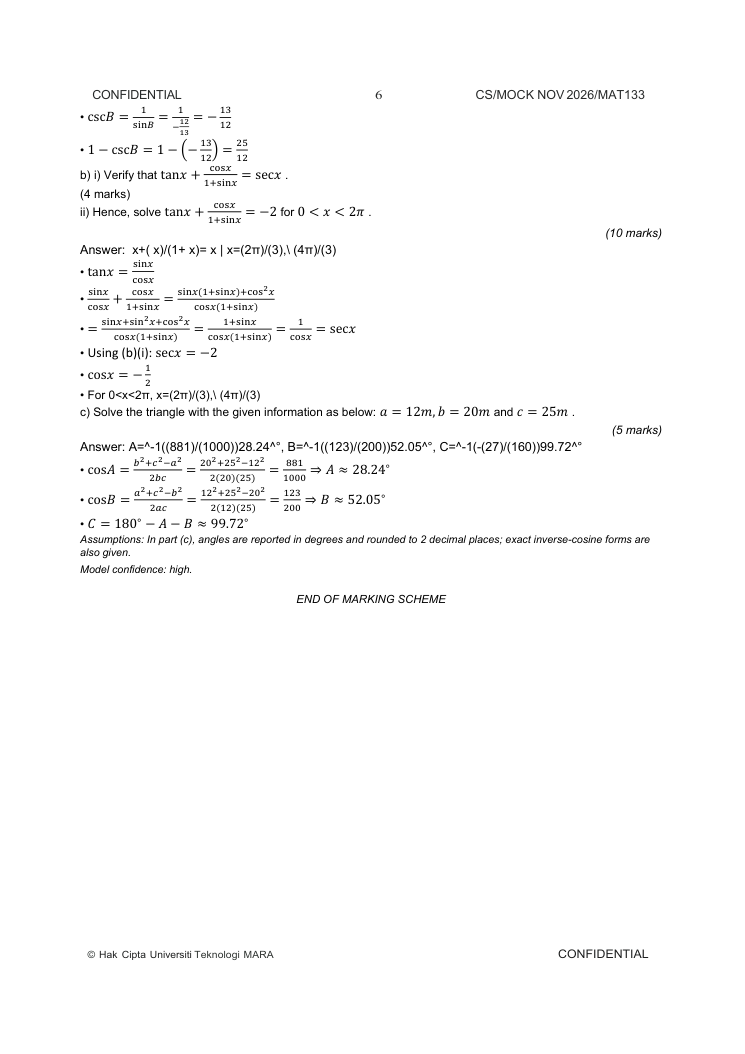 CONFIDENTIAL 6 CS/MOCK NOV 2026/MAT133
• cscB = 1/sinB = 1/(−12/13) = −13/12
• 1 − cscB = 1 − (−13/12) = 25/12
b) i) Verify that tanx + cosx/(1+sinx) = secx .
(4 marks)
ii) Hence, solve tanx + cosx/(1+sinx) = −2 for 0 < x < 2π .
(10 marks)
Answer: x+( x)/(1+ x)= x | x=(2π)/(3),\ (4π)/(3)
• tanx = sinx/cosx
• sinx/cosx + cosx/(1+sinx) = (sinx(1+sinx)+cos²x)/(cosx(1+sinx))
• = (sinx+sin²x+cos²x)/(cosx(1+sinx)) = (1+sinx)/(cosx(1+sinx)) = 1/cosx = secx
• Using (b)(i): secx = −2
• cosx = −1/2
• For 0<x<2π, x=(2π)/(3),\ (4π)/(3)
c) Solve the triangle with the given information as below: a = 12m, b = 20m and c = 25m .
(5 marks)
Answer: A=^-1((881)/(1000))28.24^°, B=^-1((123)/(200))52.05^°, C=^-1(-(27)/(160))99.72^°
• cosA = (b²+c²−a²)/2bc = (20²+25²−12²)/(2(20)(25)) = 881/1000 ⇒ A ≈ 28.24°
• cosB = (a²+c²−b²)/2ac = (12²+25²−20²)/(2(12)(25)) = 123/200 ⇒ B ≈ 52.05°
• C = 180° − A − B ≈ 99.72°
Assumptions: In part (c), angles are reported in degrees and rounded to 2 decimal places; exact inverse-cosine forms are
also given.
Model confidence: high.
END OF MARKING SCHEME
© Hak Cipta Universiti Teknologi MARA CONFIDENTIAL